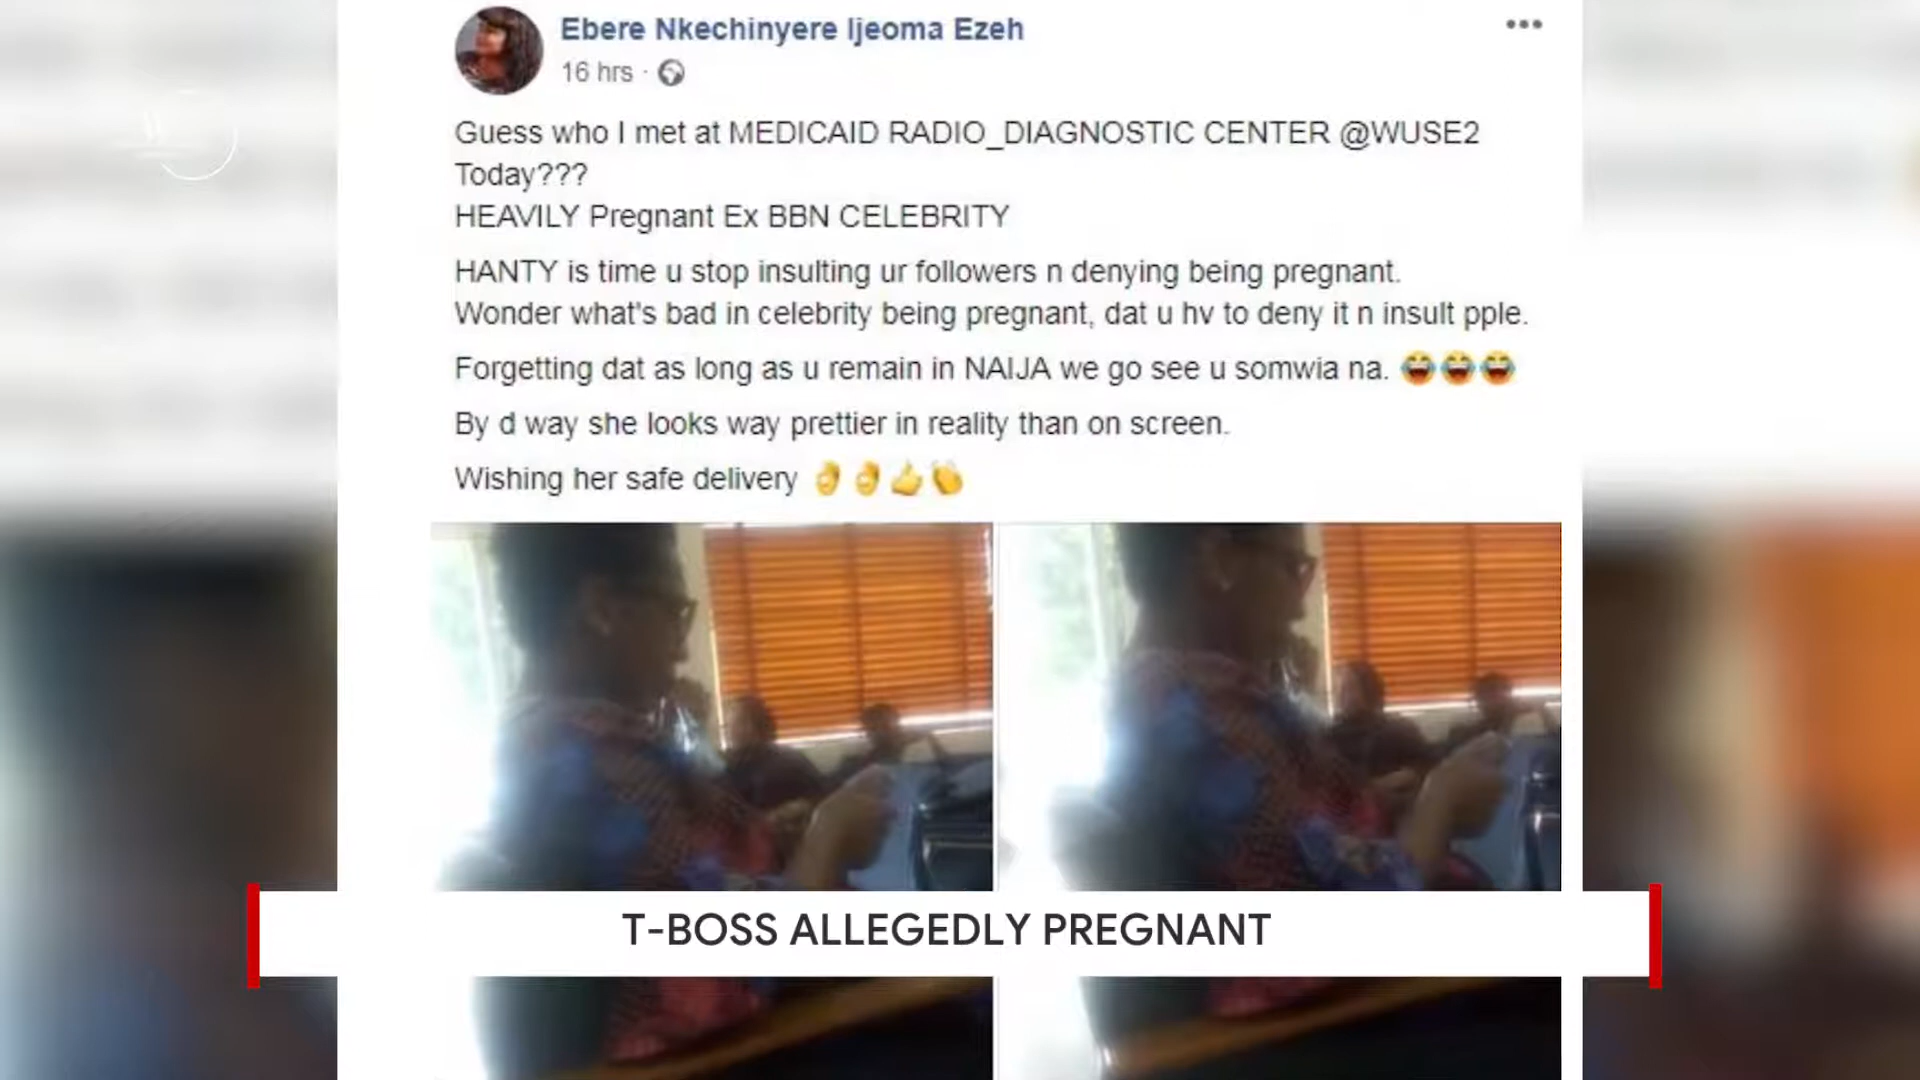 Ebere Nkechinyere Ijeoma Ezeh
16 hrs ·
Guess who I met at MEDICAID RADIO_DIAGNOSTIC CENTER @WUSE2
Today???
HEAVILY Pregnant Ex BBN CELEBRITY
HANTY is time u stop insulting ur followers n denying being pregnant.
Wonder what's bad in celebrity being pregnant, dat u hv to deny it n insult pple.
Forgetting dat as long as u remain in NAIJA we go see u somwia na. 😂😂😂
By d way she looks way prettier in reality than on screen.
Wishing her safe delivery 👌👌👍👏
T-BOSS ALLEGEDLY PREGNANT